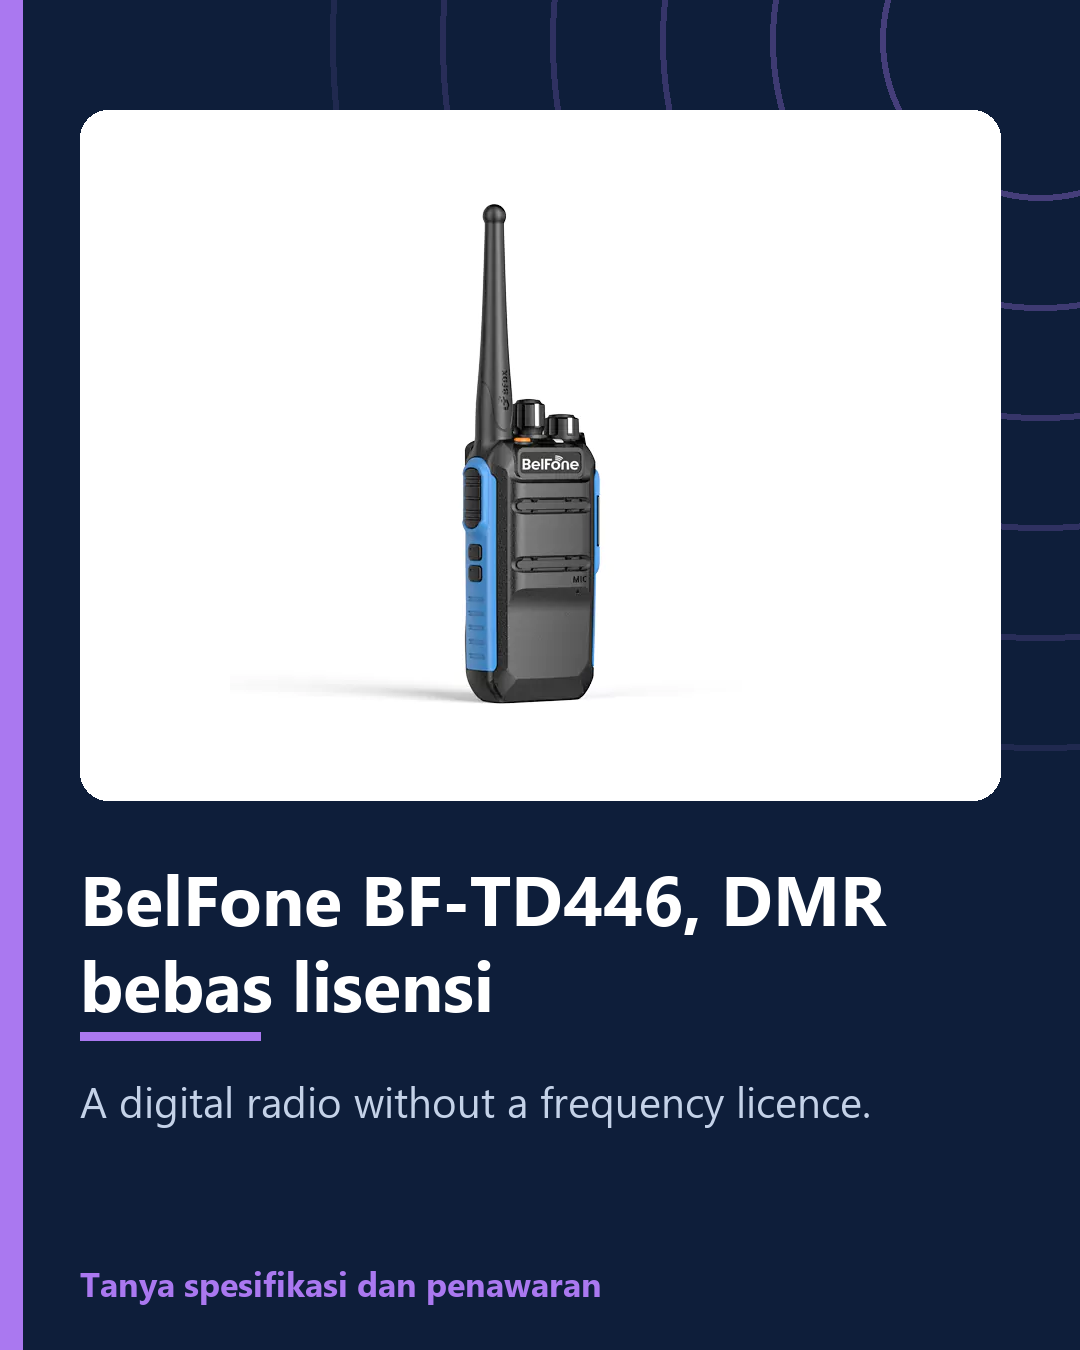 BelFone
MIC
BelFone BF-TD446, DMR
bebas lisensi
A digital radio without a frequency licence.
Tanya spesifikasi dan penawaran